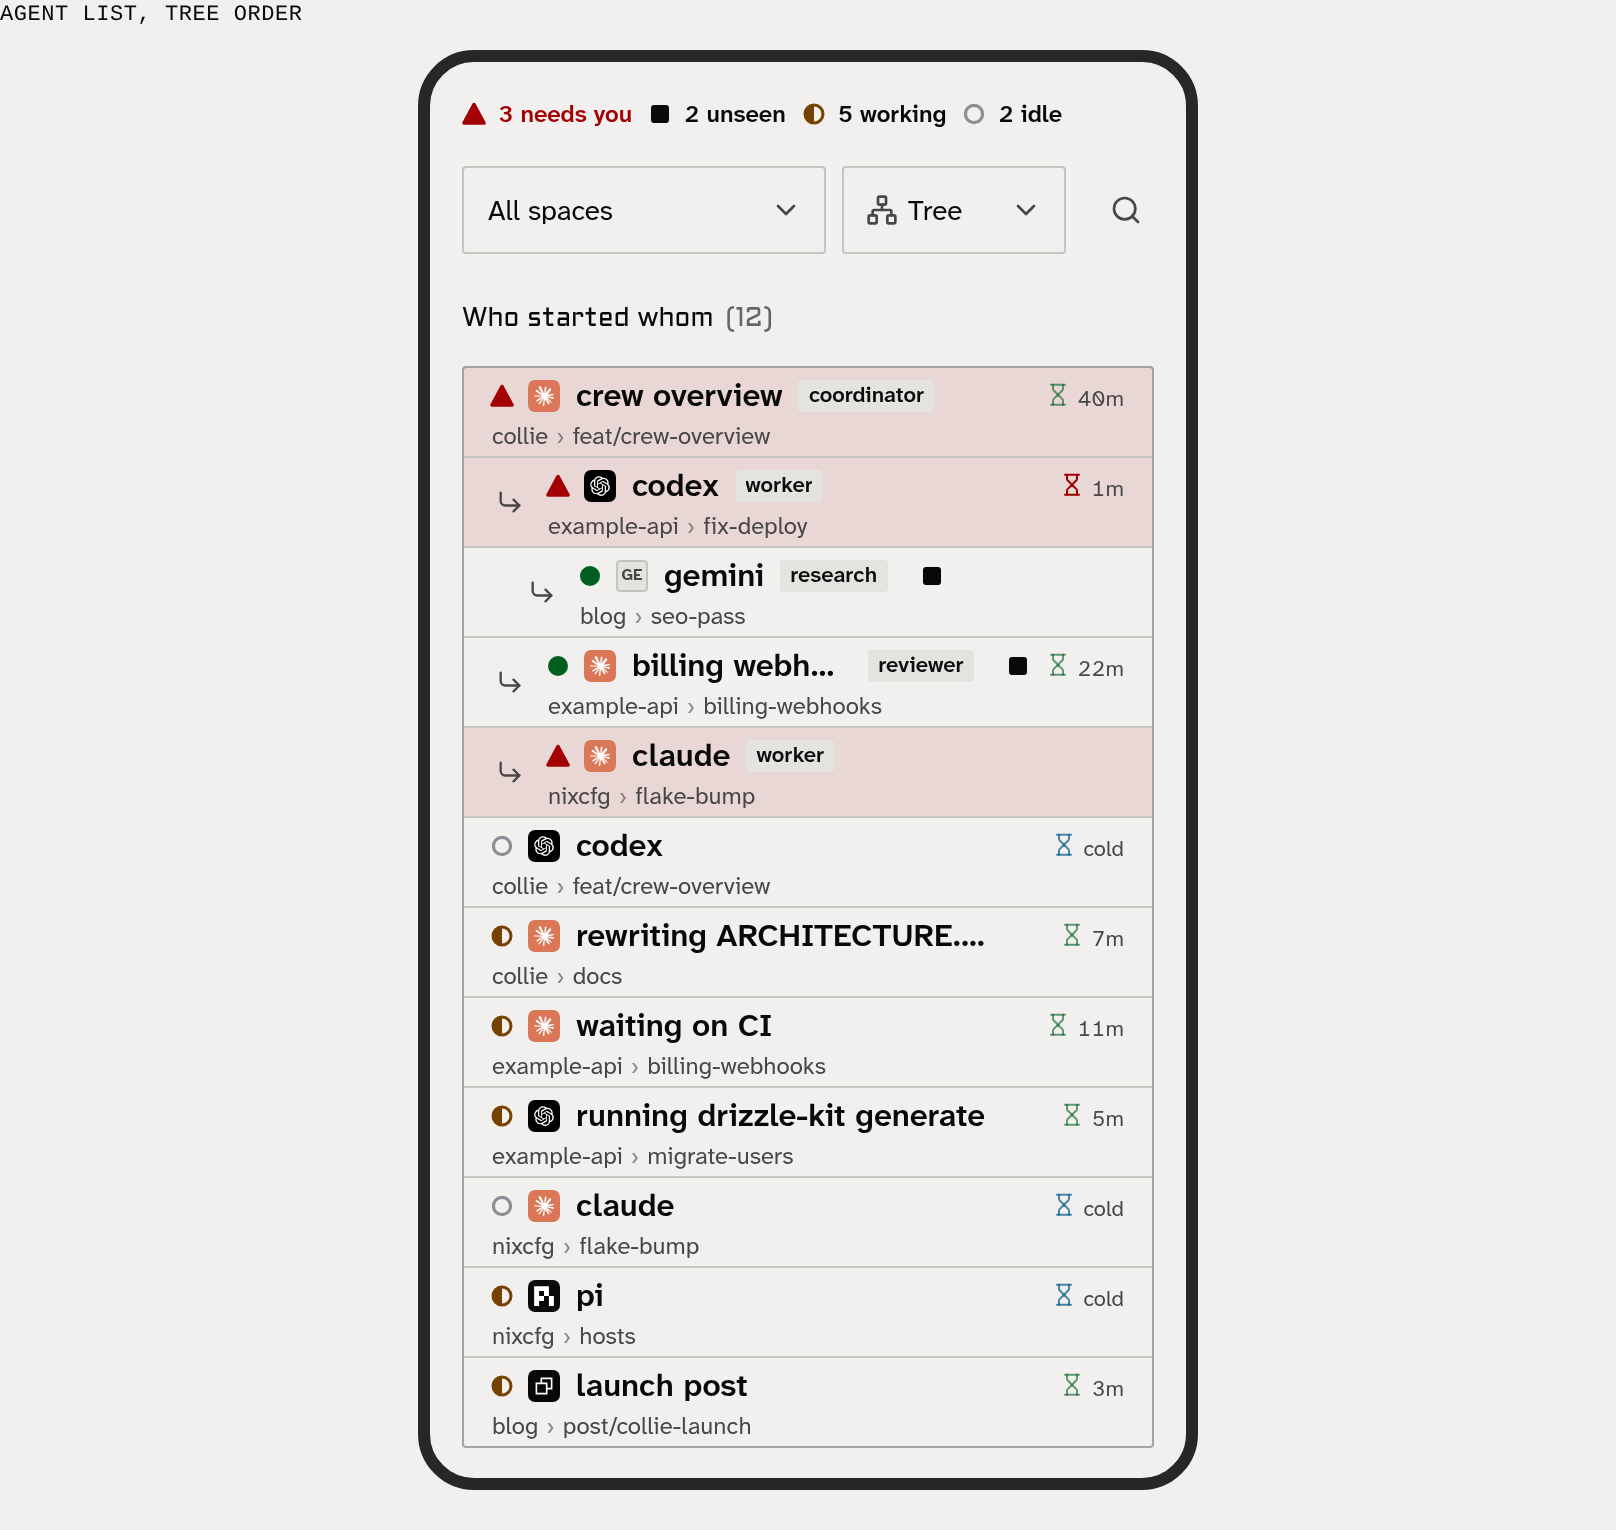 AGENT LIST, TREE ORDER
3 needs you 2 unseen 5 working 2 idle
All spaces Tree
Who started whom (12)
crew overview coordinator 40m
collie › feat/crew-overview
codex worker 1m
example-api › fix-deploy
GE gemini research
blog › seo-pass
billing webh... reviewer 22m
example-api › billing-webhooks
claude worker
nixcfg › flake-bump
codex cold
collie › feat/crew-overview
rewriting ARCHITECTURE.... 7m
collie › docs
waiting on CI 11m
example-api › billing-webhooks
running drizzle-kit generate 5m
example-api › migrate-users
claude cold
nixcfg › flake-bump
pi cold
nixcfg › hosts
launch post 3m
blog › post/collie-launch